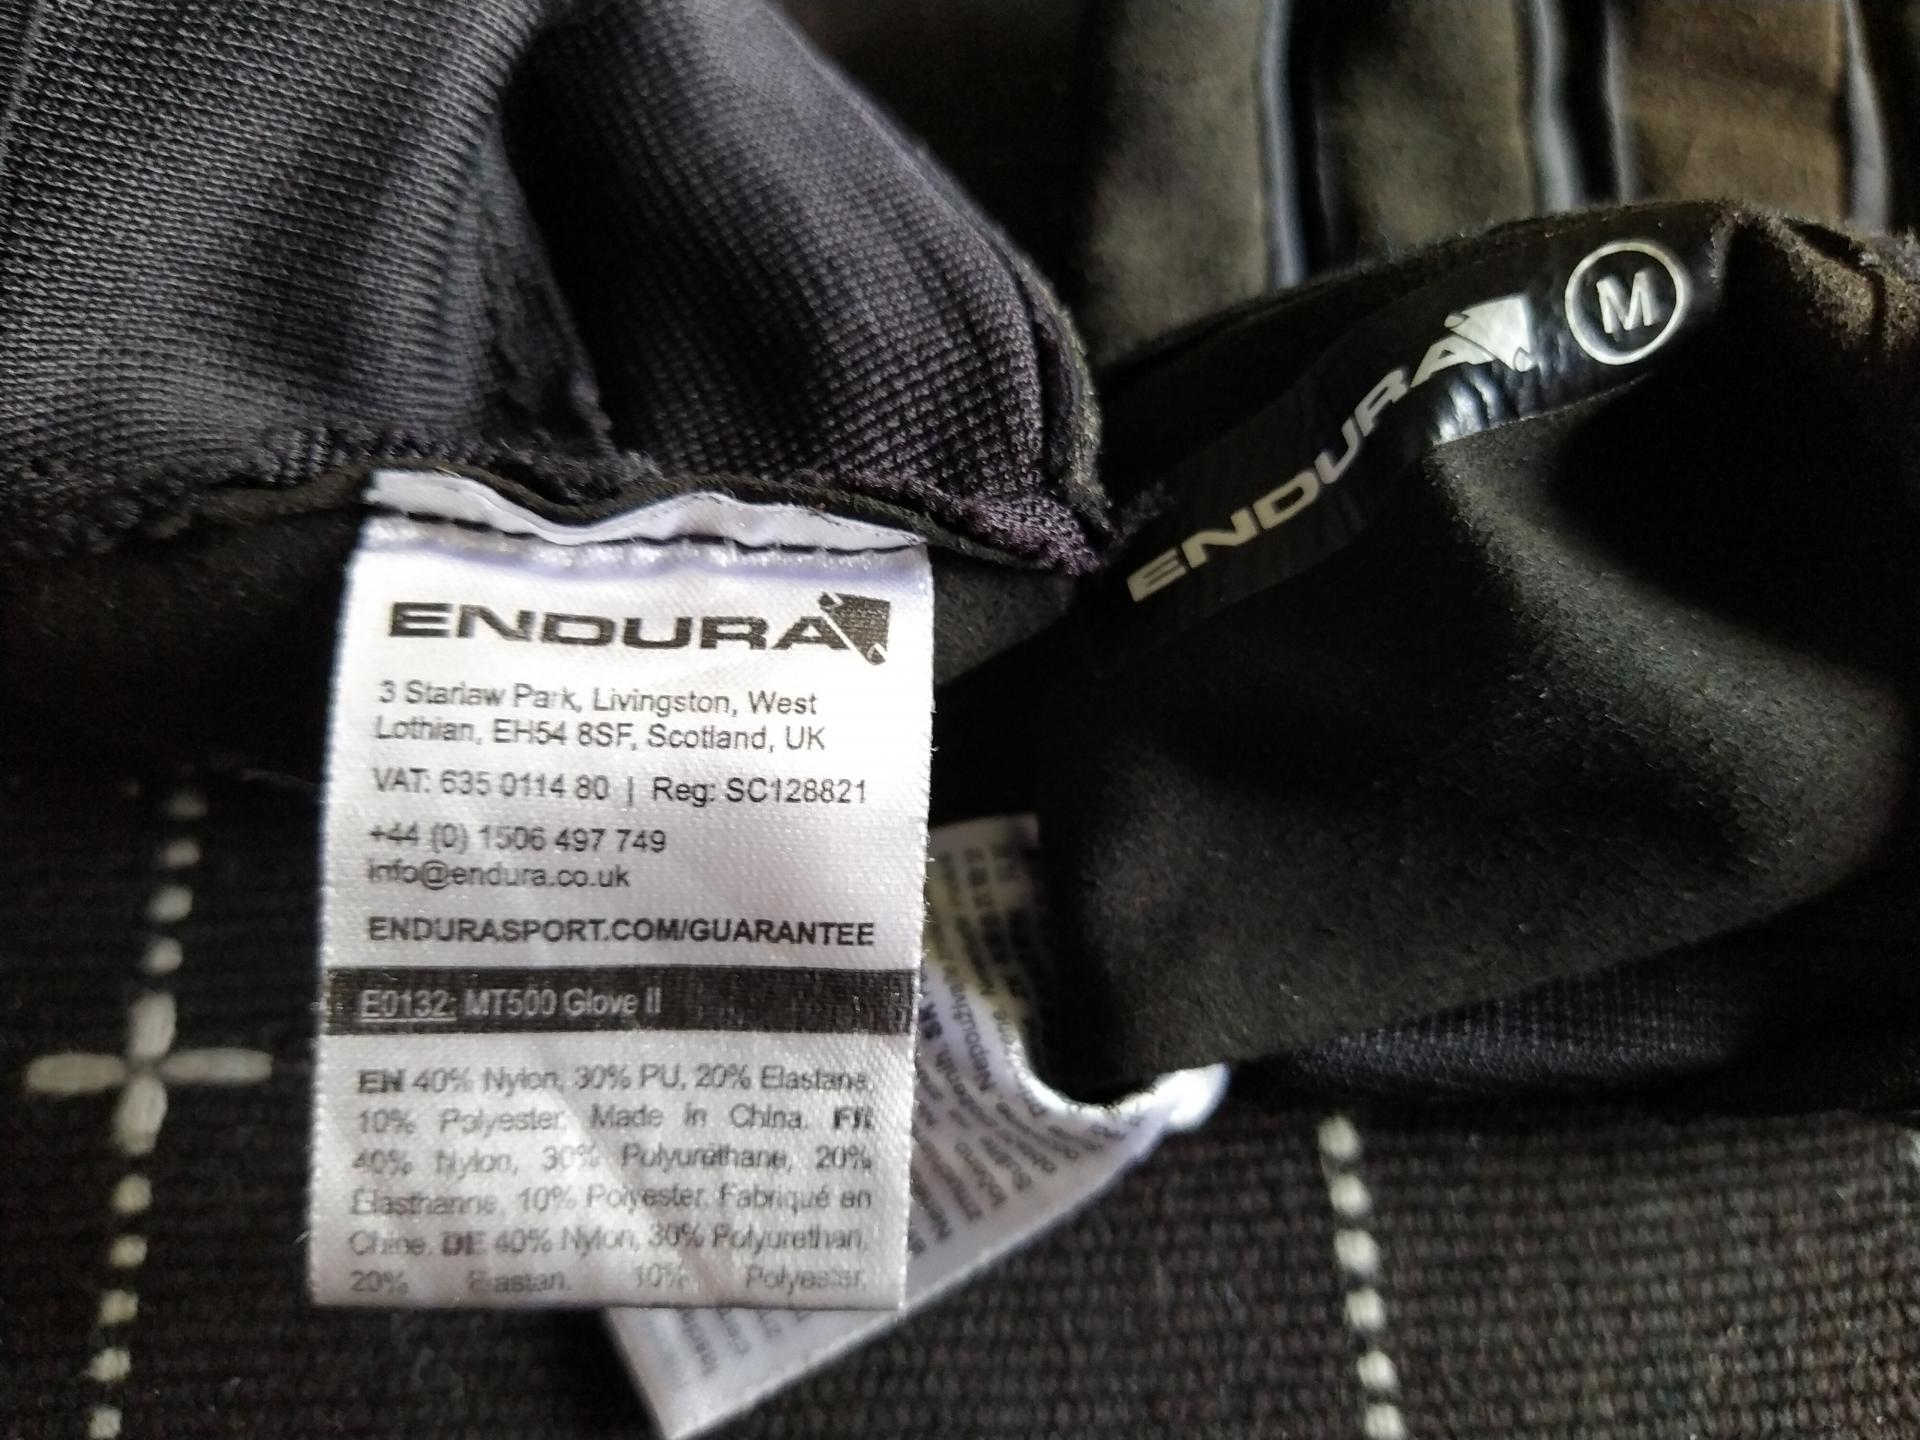 ENDURA
3 Starlaw Park, Livingston, West
Lothian, EH54 8SF, Scotland, UK
VAT: 635 0114 80 | Reg: SC128821
+44 (0) 1506 497 749
info@endura.co.uk
ENDURASPORT.COM/GUARANTEE
E0132: MT500 Glove II
EN 40% Nylon, 30% PU, 20% Elastane,
10% Polyester. Made in China. FR
40% Nylon, 30% Polyuréthane, 20%
Élasthanne, 10% Polyester. Fabriqué en
Chine. DE 40% Nylon, 30% Polyurethan,
20% Elastan, 10% Polyester.
ENDURA M